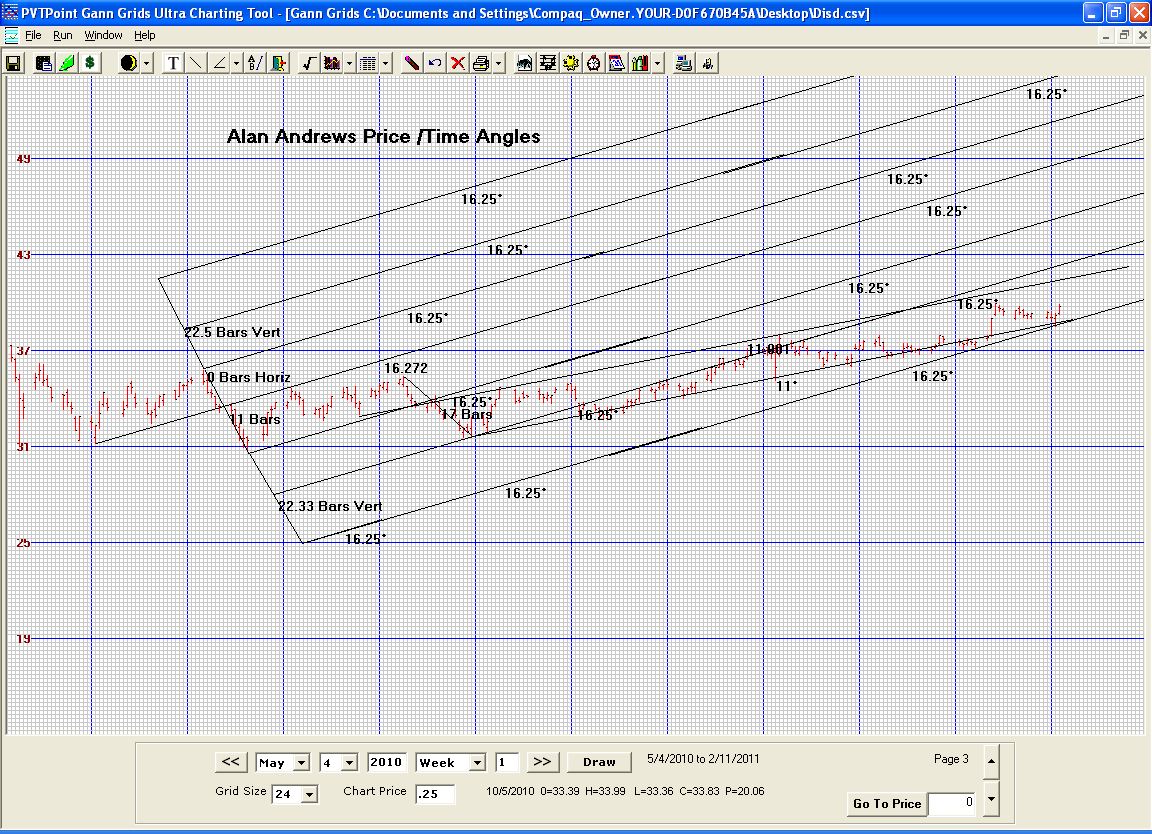 PVTPoint Gann Grids Ultra Charting Tool - [Gann Grids C:\Documents and Settings\Compaq_Owner.YOUR-D0F670B45A\Desktop\Disd.csv]
File Run Window Help
Alan Andrews Price /Time Angles
16.25°
49
16.25°
16.25°
16.25°
16.25°
43
16.25°
16.25°
16.25°
22.5 Bars Vert
37
11.001
16.272
0 Bars Horiz
16.25°
11°
16.25°
17 Bars
16.25°
11 Bars
31
16.25°
22.33 Bars Vert
16.25°
25
19
<< May 4 2010 Week 1 >> Draw 5/4/2010 to 2/11/2011 Page 3
Grid Size 24 Chart Price .25 10/5/2010 O=33.39 H=33.99 L=33.36 C=33.83 P=20.06
Go To Price 0